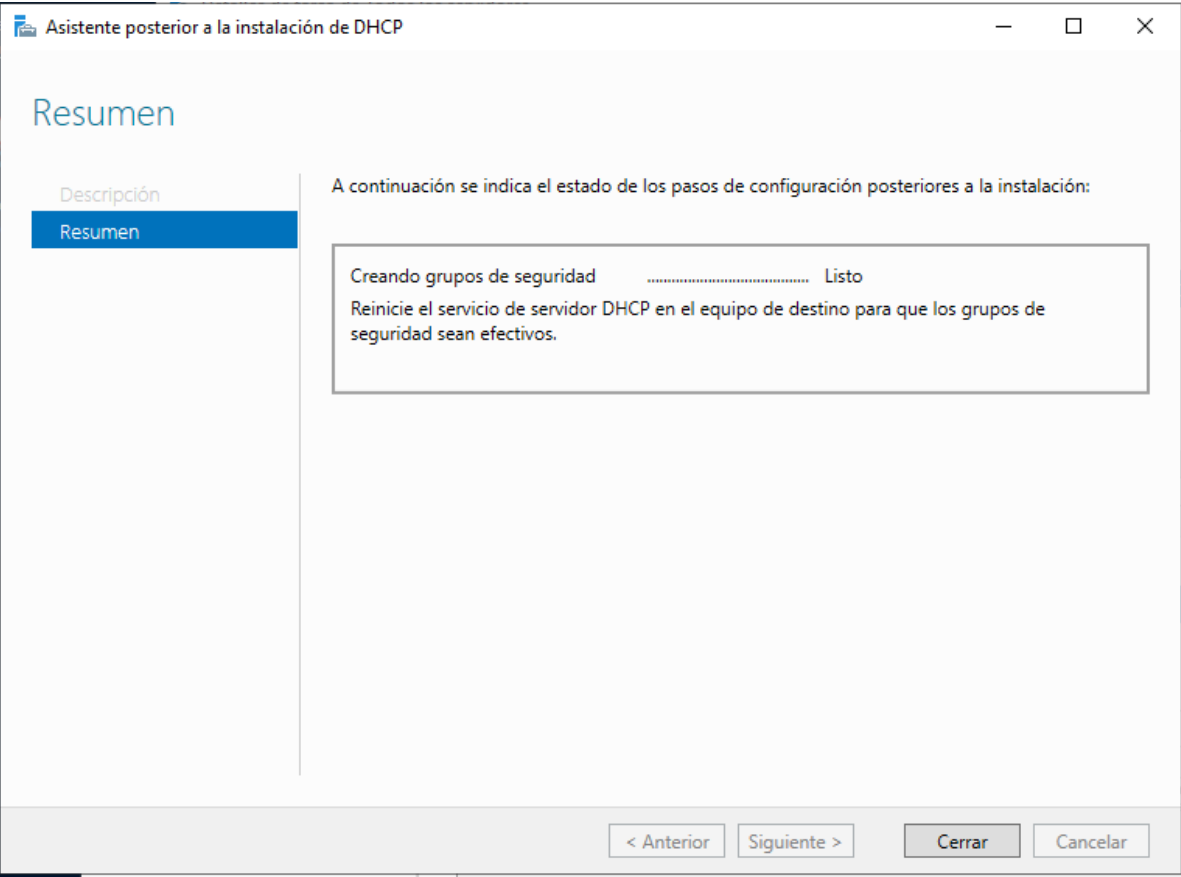 Asistente posterior a la instalación de DHCP
Resumen
Descripción
Resumen
A continuación se indica el estado de los pasos de configuración posteriores a la instalación:
Creando grupos de seguridad ........................................ Listo
Reinicie el servicio de servidor DHCP en el equipo de destino para que los grupos de
seguridad sean efectivos.
< Anterior
Siguiente >
Cerrar
Cancelar